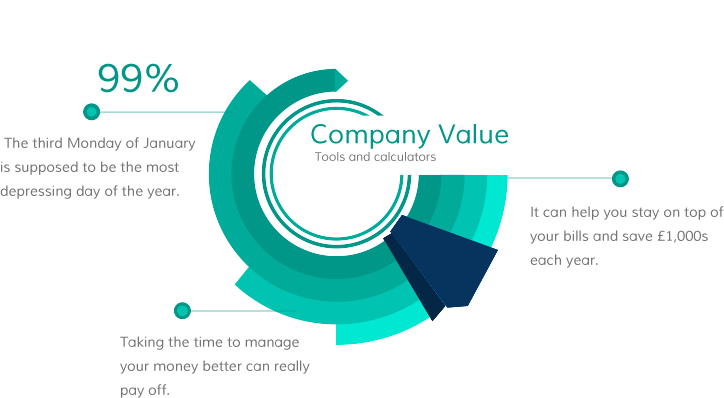 99%
The third Monday of January
is supposed to be the most
depressing day of the year.
Company Value
Tools and calculators
It can help you stay on top of
your bills and save £1,000s
each year.
Taking the time to manage
your money better can really
pay off.